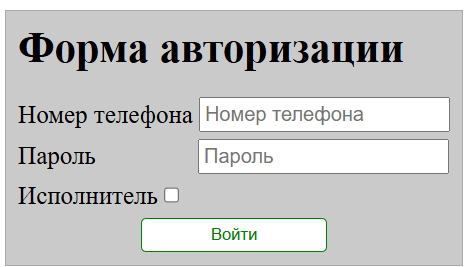 Форма авторизации
Номер телефона Номер телефона
Пароль Пароль
Исполнитель
Войти